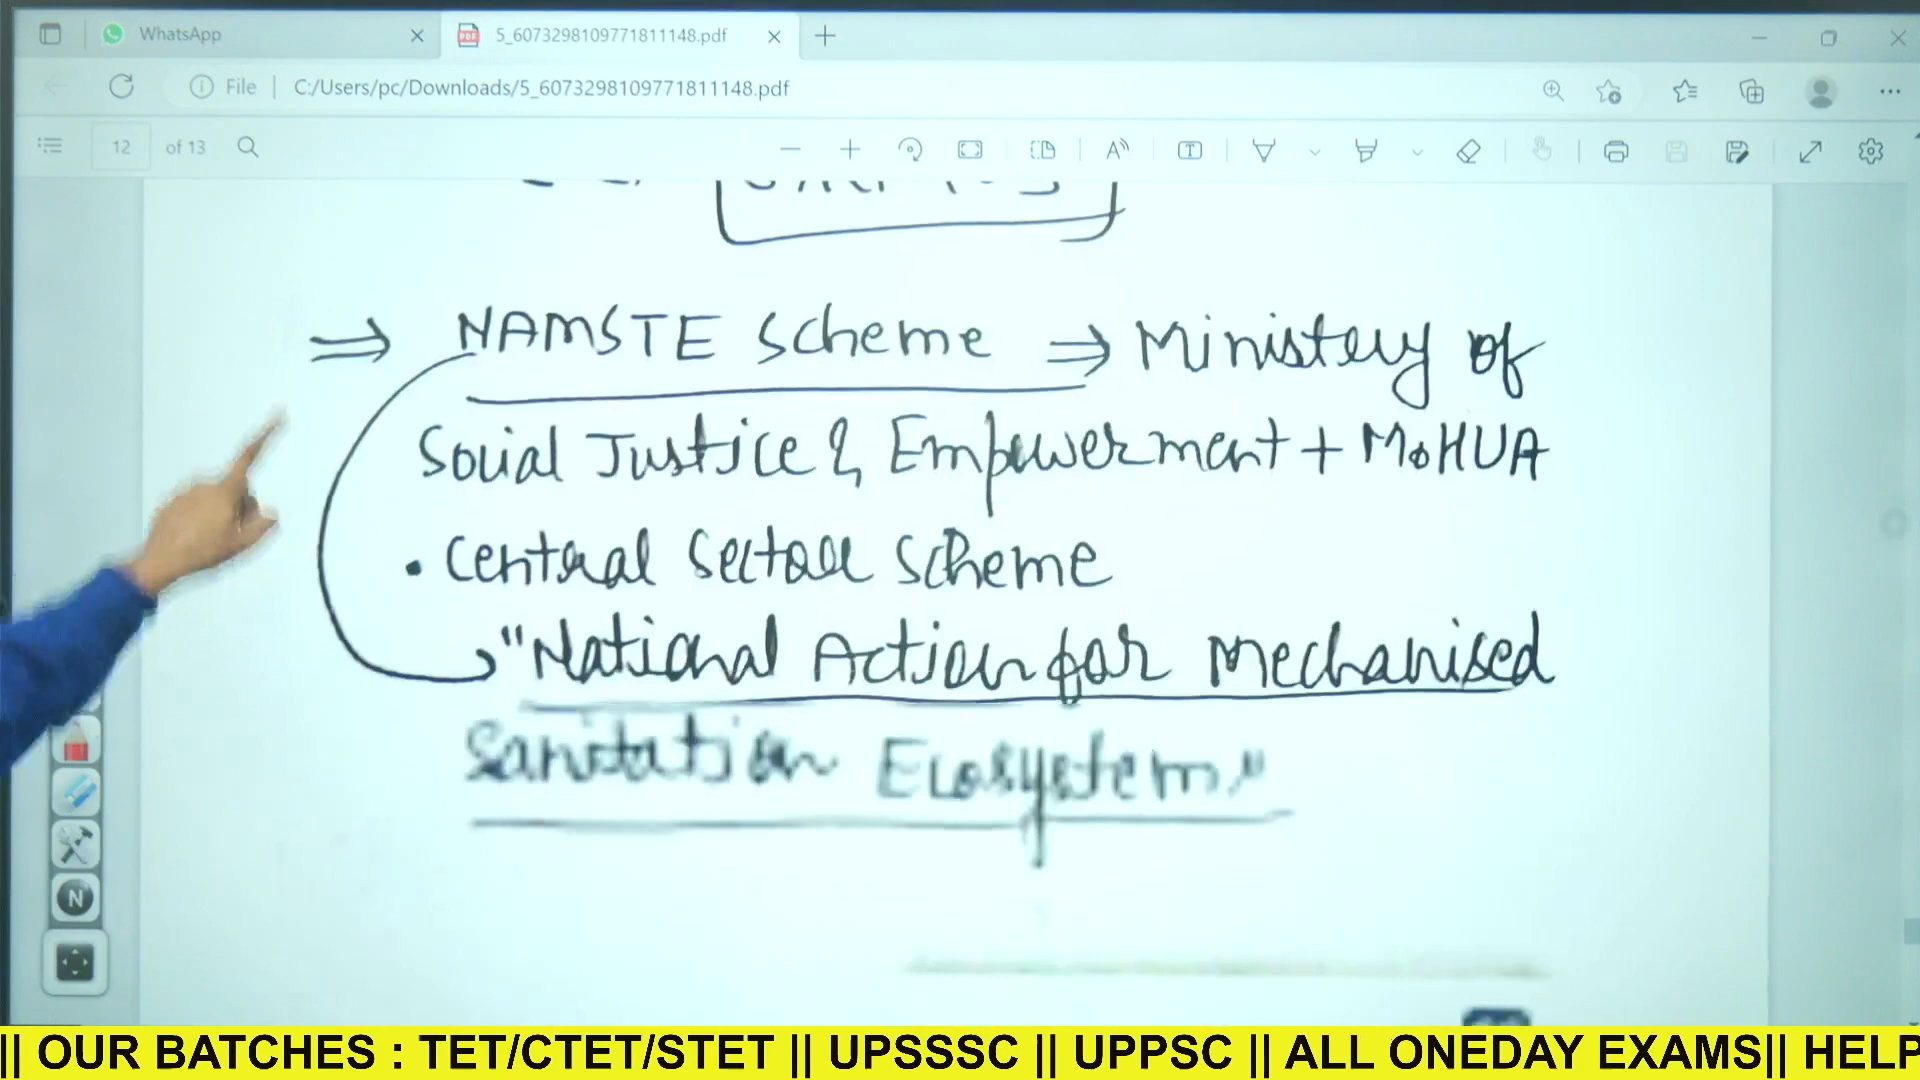 WhatsApp
5_6073298109771811148.pdf
File
C:/Users/pc/Downloads/5_6073298109771811148.pdf
12 of 13
⇒ NAMSTE Scheme ⇒ Ministery of
Social Justice & Empowerment + MoHUA
• Central Sector Scheme
"National Action for Mechanised
Sanitation Ecosystem"
N
|| OUR BATCHES : TET/CTET/STET || UPSSSC || UPPSC || ALL ONEDAY EXAMS|| HELP